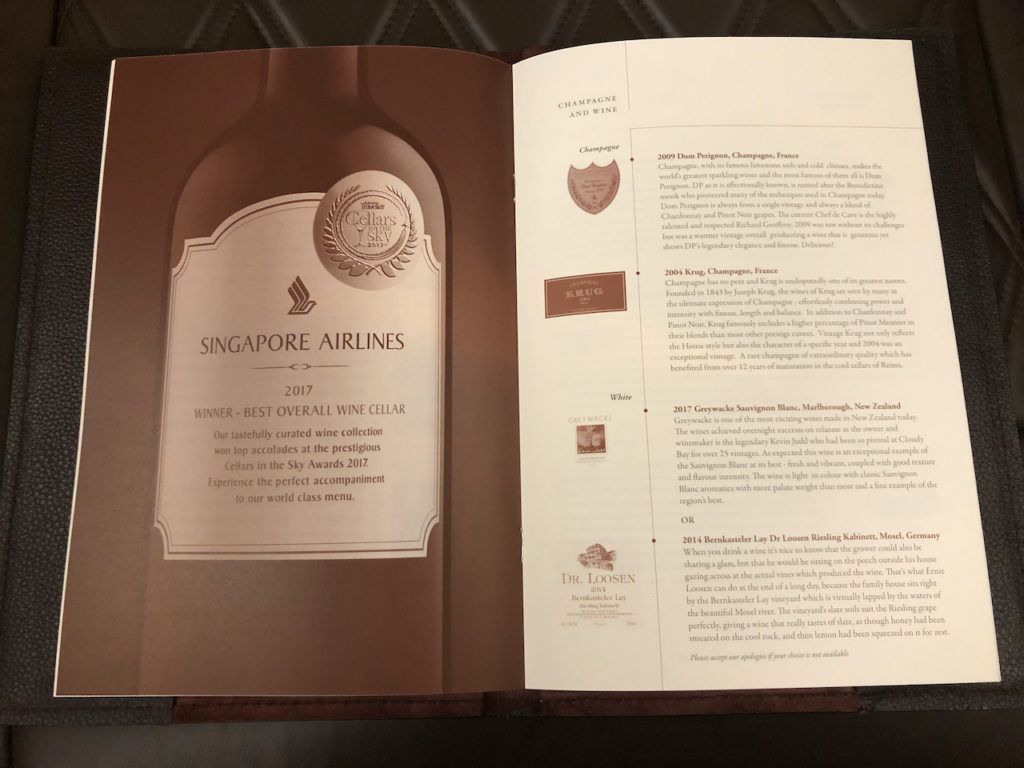 Cellars
IN THE
SKY
2017
SINGAPORE AIRLINES
2017
WINNER - BEST OVERALL WINE CELLAR
Our tastefully curated wine collection
won top accolades at the prestigious
Cellars in the Sky Awards 2017.
Experience the perfect accompaniment
to our world class menu.
CHAMPAGNE
AND WINE
Champagne
2009 Dom Perignon, Champagne, France
Champagne, with its famous limestone soils and cold climate, makes the
world's greatest sparkling wines and the most famous of them all is Dom
Perignon. DP as it is affectionally known, is named after the Benedictine
monk who pioneered many of the techniques used in Champagne today.
Dom Perignon is always from a single vintage and always a blend of
Chardonnay and Pinot Noir grapes. The current Chef de Cave is the highly
talented and respected Richard Geoffroy. 2009 was not without its challenges
but was a warmer vintage overall producting a wine that is generous yet
shows DP's legendary elegance and finesse. Delicious!
CHAMPAGNE
KRUG
2004 Krug, Champagne, France
Champagne has no peer and Krug is undisputedly one of its greatest names.
Founded in 1843 by Joseph Krug, the wines of Krug are seen by many as
the ultimate expression of Champagne - effortlessly combining power and
intensity with finesse, length and balance. In addition to Chardonnay and
Pinot Noir, Krug famously includes a higher percentage of Pinot Meunier in
their blends than most other prestige cuvees. Vintage Krug not only reflects
the House style but also the character of a specific year and 2004 was an
exceptional vintage. A rare champagne of extraordinary quality which has
benefited from over 12 years of maturation in the cool cellars of Reims.
White
GREYWACKE
2017 Greywacke Sauvignon Blanc, Marlborough, New Zealand
Greywacke is one of the most exciting wines made in New Zealand today.
The wines achieved overnight success on relaease as the owner and
winemaker is the legendary Kevin Judd who had been so pivotal at Cloudy
Bay for over 25 vintages. As expected this wine is an exceptional example of
the Sauvignon Blanc at its best - fresh and vibrant, coupled with good texture
and flavour intensity. The wine is light in colour with classic Sauvignon
Blanc aromatics with more palate weight than most and a fine example of the
region's best.
OR
DR. LOOSEN
2014
Bernkasteler Lay
Riesling Kabinett
2014 Bernkasteler Lay Dr Loosen Riesling Kabinett, Mosel, Germany
When you drink a wine it's nice to know that the grower could also be
sharing a glass, but that he would be sitting on the porch outside his house
gazing across at the actual vines which produced the wine. That's what Ernie
Loosen can do at the end of a long day, because the family house sits right
by the Bernkasteler Lay vineyard which is virtually lapped by the waters of
the beautiful Mosel river. The vineyard's slate soils suit the Riesling grape
perfectly, giving a wine that really tastes of slate, as though honey had been
smeared on the cool rock, and then lemon had been squeezed on it for zest.
Please accept our apologies if your choice is not available